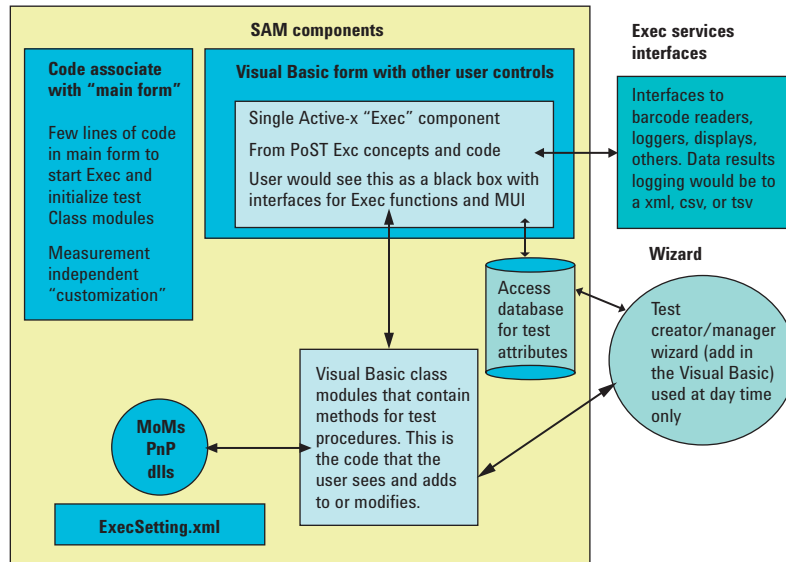 SAM components
Code associate
with “main form”
Few lines of code
in main form to
start Exec and
initialize test
Class modules
Measurement
independent
“customization”
Visual Basic form with other user controls
Single Active-x “Exec” component
From PoST Exc concepts and code
User would see this as a black box with
interfaces for Exec functions and MUI
Exec services
interfaces
Interfaces to
barcode readers,
loggers, displays,
others. Data results
logging would be to
a xml, csv, or tsv
Access
database
for test
attributes
Wizard
Test
creator/manager
wizard (add in
the Visual Basic)
used at day time
only
Visual Basic class
modules that contain
methods for test
procedures. This is
the code that the
user sees and adds
to or modifies.
MoMs
PnP
dlls
ExecSetting.xml